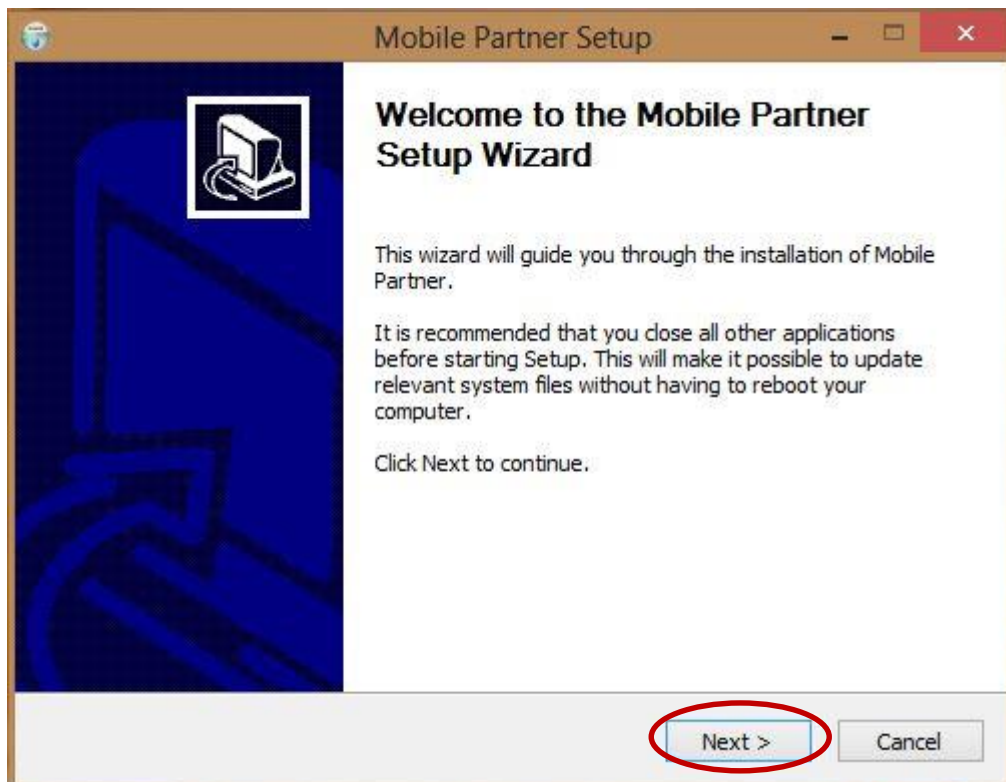 Mobile Partner Setup
Welcome to the Mobile Partner
Setup Wizard
This wizard will guide you through the installation of Mobile
Partner.
It is recommended that you close all other applications
before starting Setup. This will make it possible to update
relevant system files without having to reboot your
computer.
Click Next to continue.
Next >
Cancel